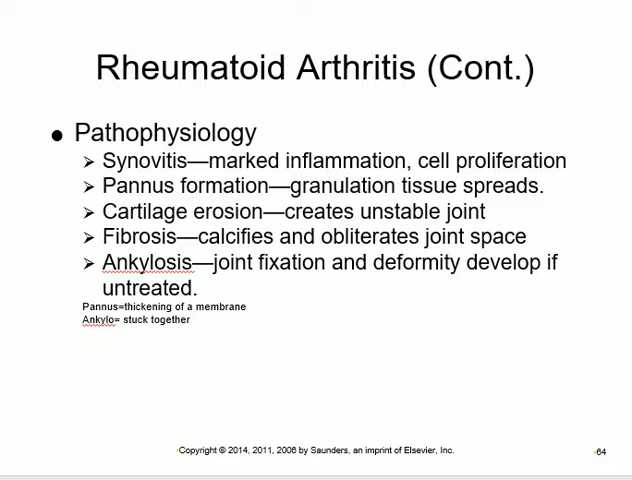 Rheumatoid Arthritis (Cont.)
● Pathophysiology
➢ Synovitis—marked inflammation, cell proliferation
➢ Pannus formation—granulation tissue spreads.
➢ Cartilage erosion—creates unstable joint
➢ Fibrosis—calcifies and obliterates joint space
➢ Ankylosis—joint fixation and deformity develop if
untreated.
Pannus=thickening of a membrane
Ankylo= stuck together
Copyright © 2014, 2011, 2006 by Saunders, an imprint of Elsevier, Inc.
64